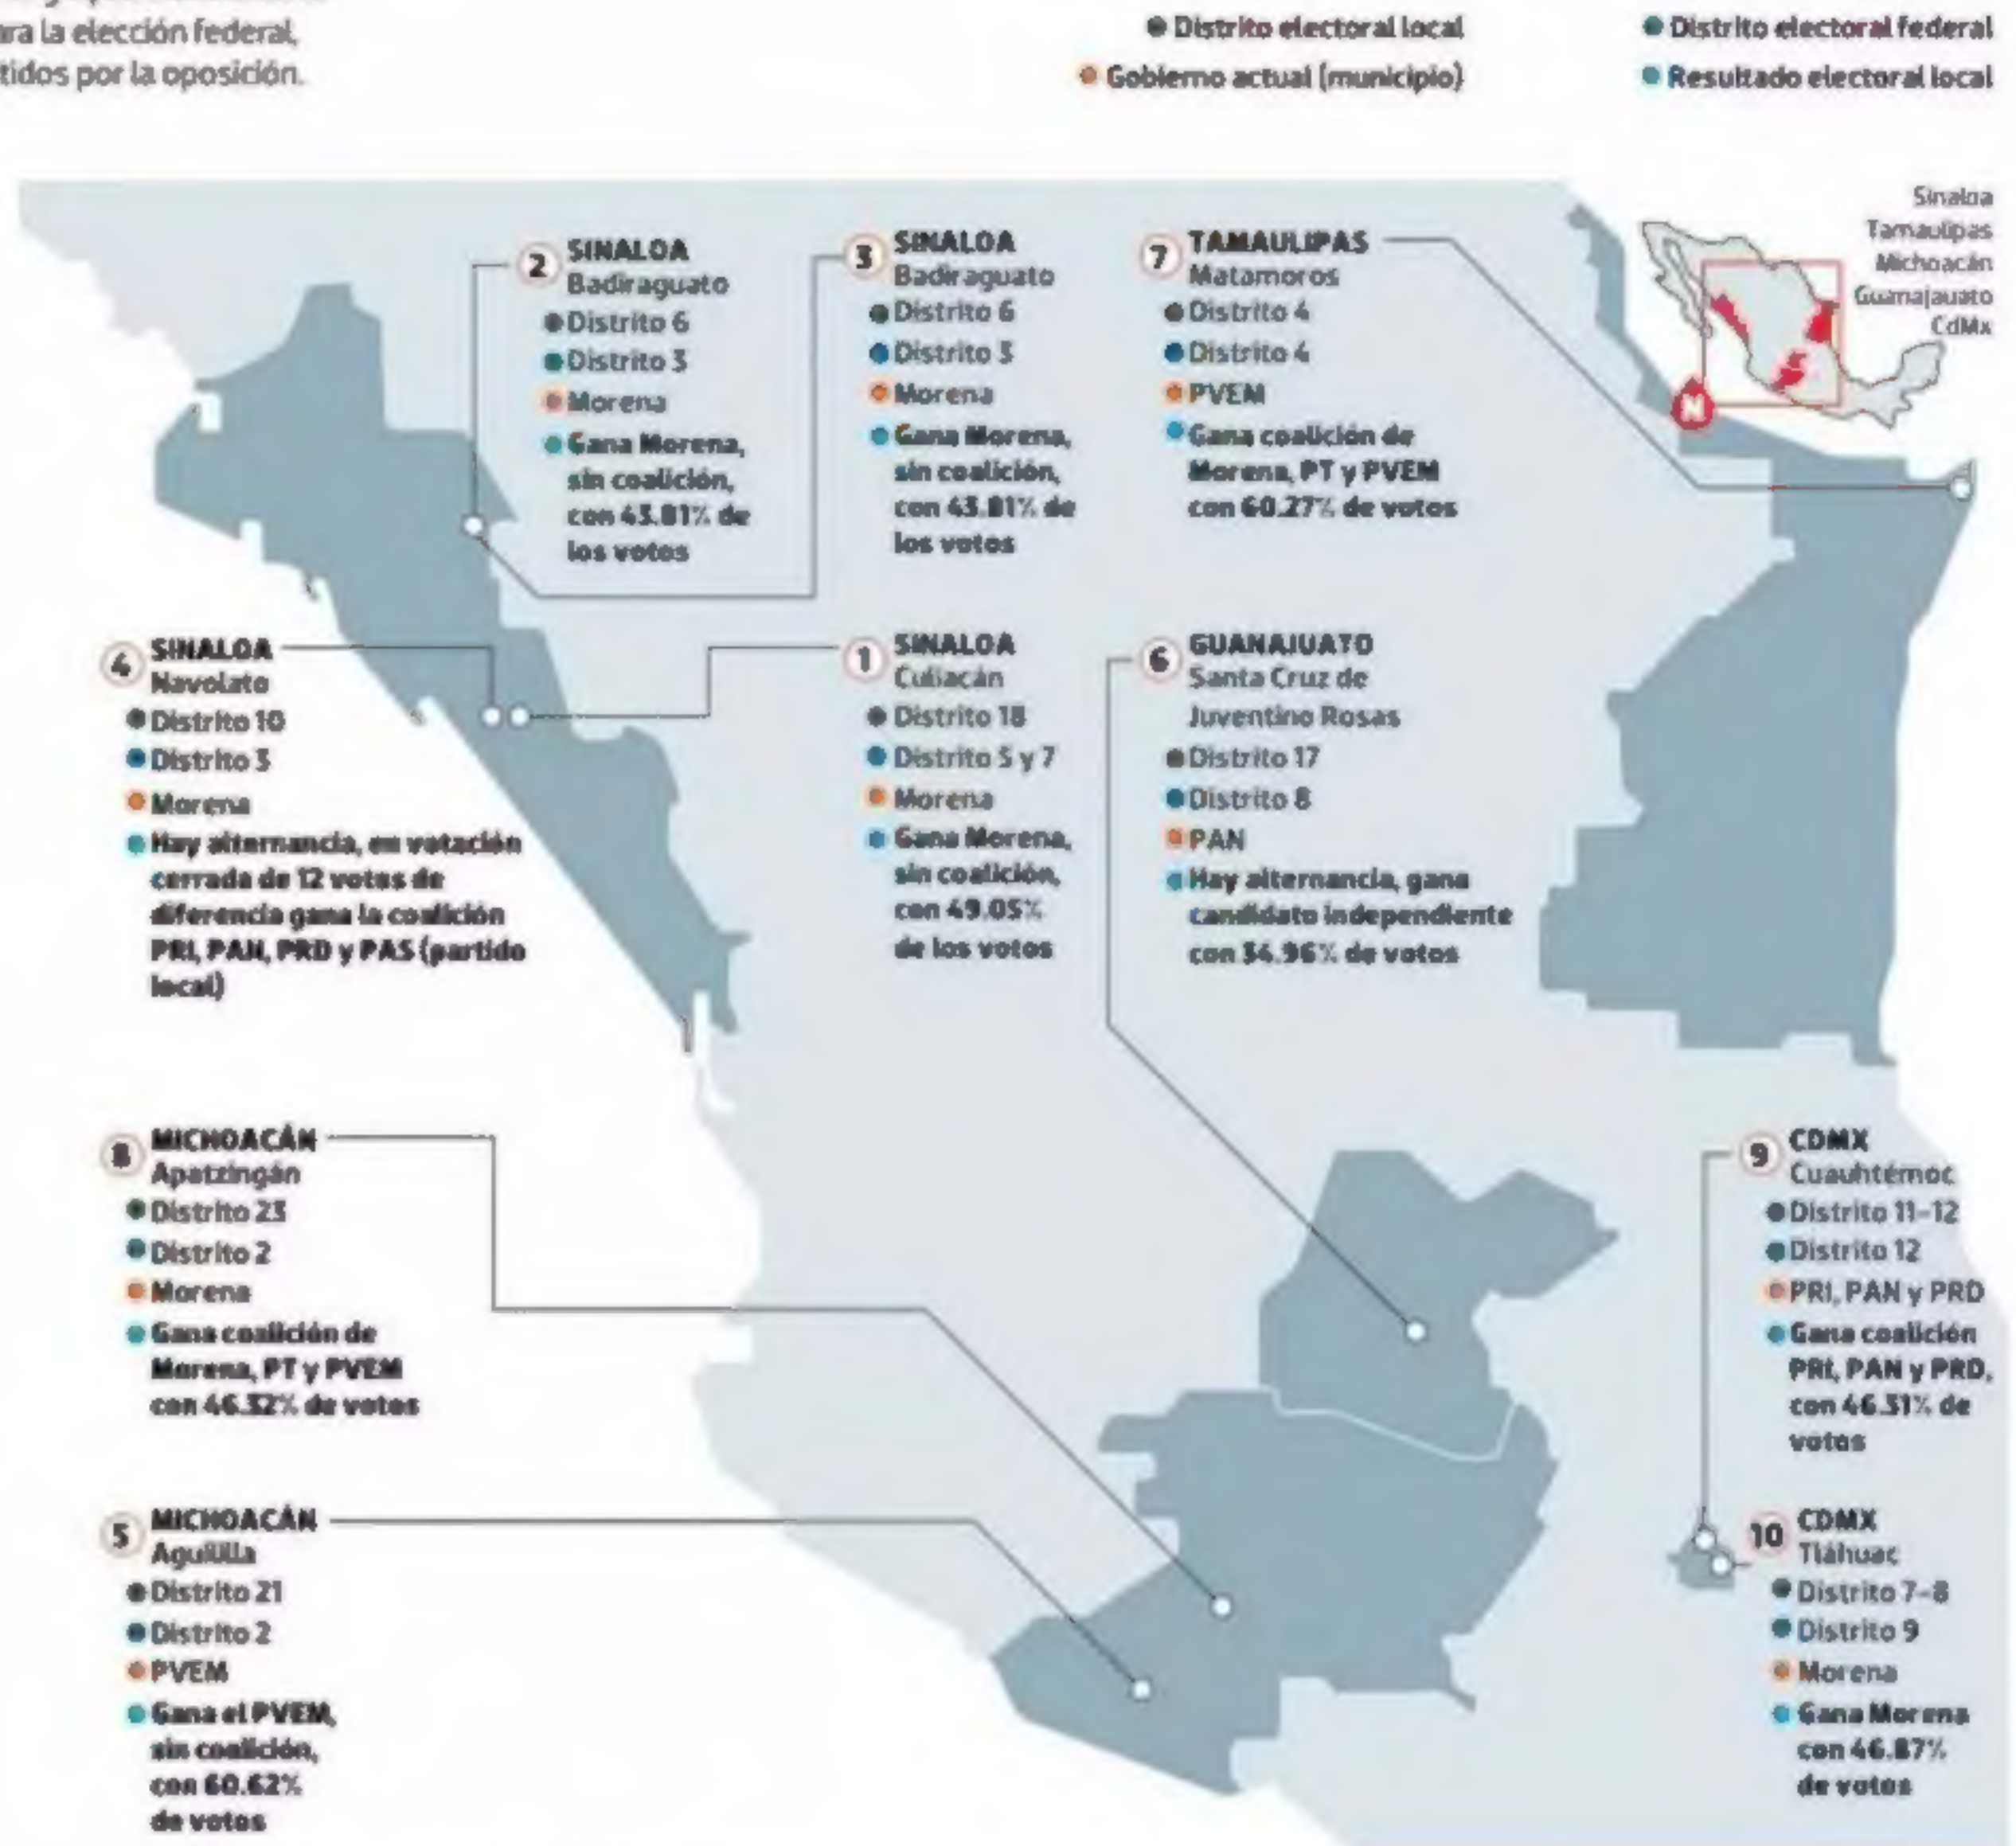 ara la elección federal,
tidos por la oposición.
Distrito electoral local
Gobierno actual (municipio)
Distrito electoral federal
Resultado electoral local
Sinaloa
Tamaulipas
Michoacán
Guanajauato
CdMx
N
2 SINALOA
Badiraguato
Distrito 6
Distrito 3
Morena
Gana Morena,
sin coalición,
con 43.81% de
los votos
3 SINALOA
Badiraguato
Distrito 6
Distrito 3
Morena
Gana Morena,
sin coalición,
con 43.81% de
los votos
7 TAMAULIPAS
Matamoros
Distrito 4
Distrito 4
PVEM
Gana coalición de
Morena, PT y PVEM
con 60.27% de votos
4 SINALOA
Navolato
Distrito 10
Distrito 3
Morena
Hay alternancia, en votación
cerrada de 12 votos de
diferencia gana la coalición
PRI, PAN, PRD y PAS (partido
local)
1 SINALOA
Culiacán
Distrito 18
Distrito 5 y 7
Morena
Gana Morena,
sin coalición,
con 49.05%
de los votos
6 GUANAJUATO
Santa Cruz de
Juventino Rosas
Distrito 17
Distrito 8
PAN
Hay alternancia, gana
candidato independiente
con 34.96% de votos
8 MICHOACÁN
Apatzingán
Distrito 23
Distrito 2
Morena
Gana coalición de
Morena, PT y PVEM
con 46.32% de votos
9 CDMX
Cuauhtémoc
Distrito 11-12
Distrito 12
PRI, PAN y PRD
Gana coalición
PRI, PAN y PRD,
con 46.31% de
votos
5 MICHOACÁN
Aguililla
Distrito 21
Distrito 2
PVEM
Gana el PVEM,
sin coalición,
con 60.62%
de votos
10 CDMX
Tláhuac
Distrito 7-8
Distrito 9
Morena
Gana Morena
con 46.87%
de votos